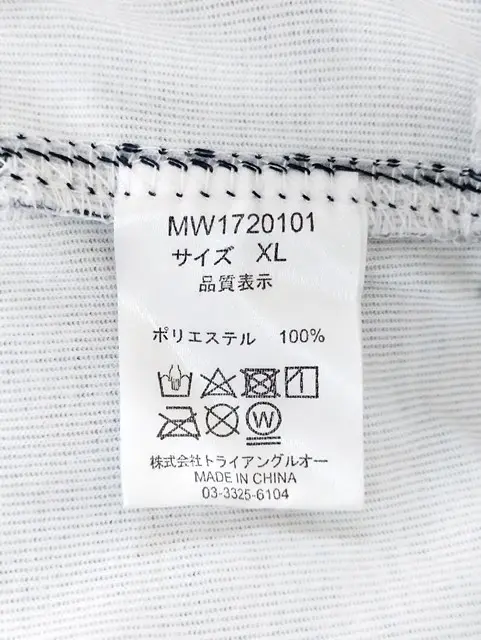 MW1720101
サイズ XL
品質表示
ポリエステル 100%
W
株式会社トライアングルオー
MADE IN CHINA
03-3325-6104